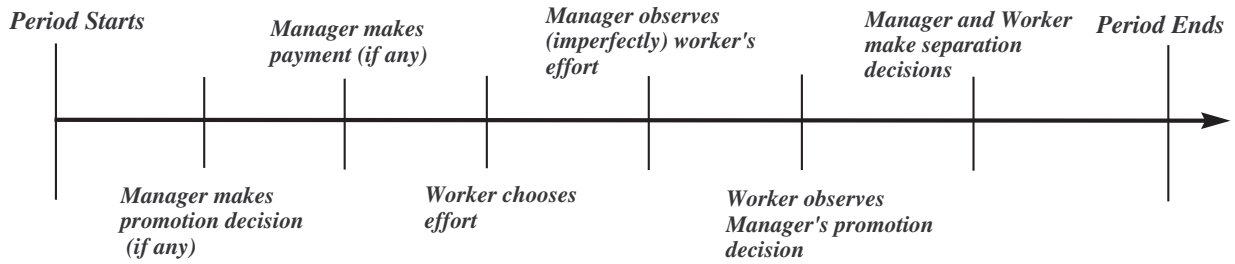 Period Starts
Manager makes
promotion decision
(if any)
Manager makes
payment (if any)
Worker chooses
effort
Manager observes
(imperfectly) worker's
effort
Worker observes
Manager's promotion
decision
Manager and Worker
make separation
decisions
Period Ends